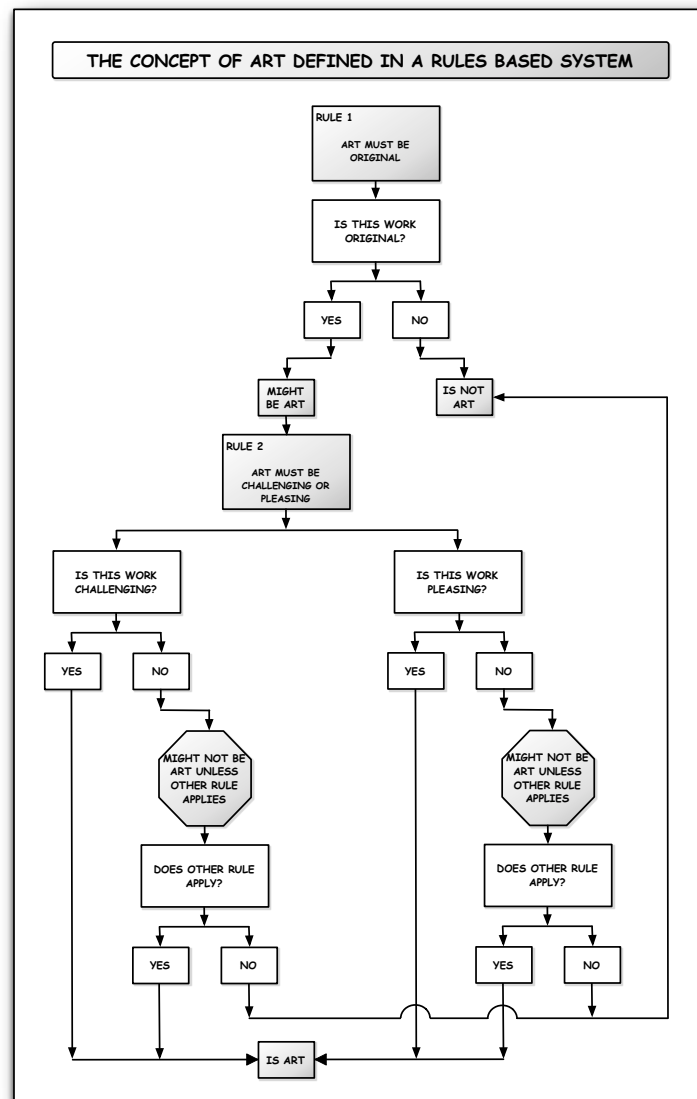 THE CONCEPT OF ART DEFINED IN A RULES BASED SYSTEM
RULE 1
ART MUST BE
ORIGINAL
IS THIS WORK
ORIGINAL?
YES
NO
MIGHT
BE ART
IS NOT
ART
RULE 2
ART MUST BE
CHALLENGING OR
PLEASING
IS THIS WORK
CHALLENGING?
IS THIS WORK
PLEASING?
YES
NO
YES
NO
MIGHT NOT BE
ART UNLESS
OTHER RULE
APPLIES
MIGHT NOT BE
ART UNLESS
OTHER RULE
APPLIES
DOES OTHER RULE
APPLY?
DOES OTHER RULE
APPLY?
YES
NO
YES
NO
IS ART